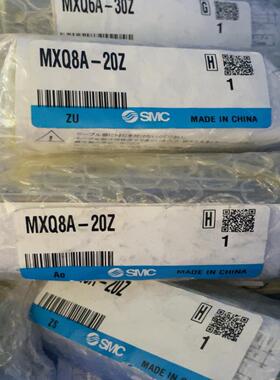 MXQ6A-30Z
G
1
MXQ8A-20Z
H
1
ZU
SMC
MADE IN CHINA
MXQ8A-20Z
H
1
Ao
SMC
MADE IN CHINA
A-20Z
H
1
ZS
SMC